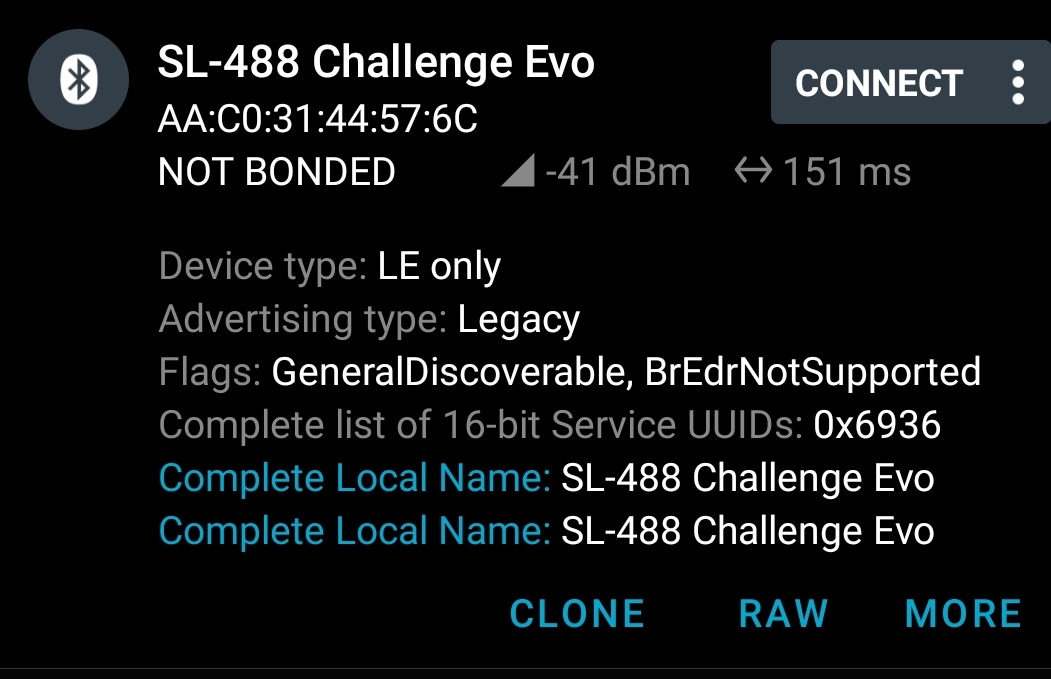 SL-488 Challenge Evo
CONNECT
AA:C0:31:44:57:6C
NOT BONDED -41 dBm 151 ms
Device type: LE only
Advertising type: Legacy
Flags: GeneralDiscoverable, BrEdrNotSupported
Complete list of 16-bit Service UUIDs: 0x6936
Complete Local Name: SL-488 Challenge Evo
Complete Local Name: SL-488 Challenge Evo
CLONE RAW MORE